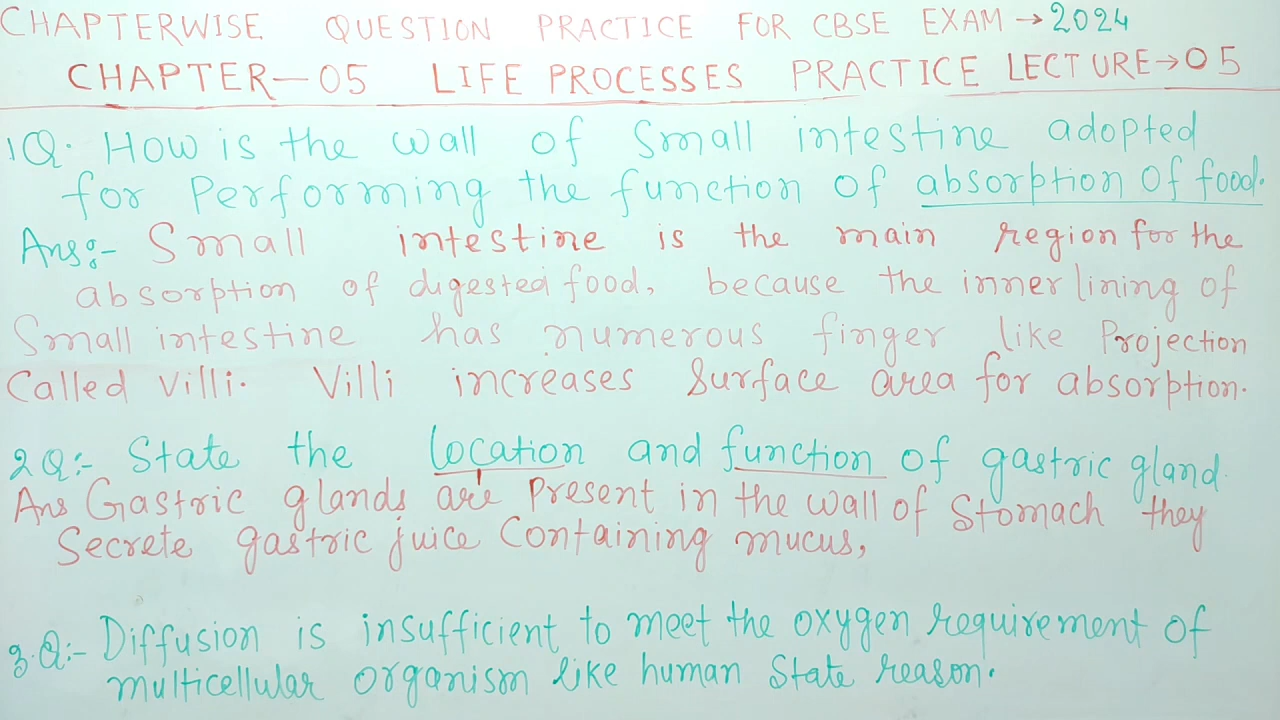 CHAPTERWISE QUESTION PRACTICE FOR CBSE EXAM → 2024
CHAPTER-05 LIFE PROCESSES PRACTICE LECTURE→05
1Q. How is the wall of Small intestine adopted
for Performing the function of absorption of food.
Ans:- Small intestine is the main region for the
absorption of digested food, because the inner lining of
Small intestine has numerous finger like Projection
Called Villi. Villi increases Surface area for absorption.
2Q:- State the location and function of gastric gland.
Ans Gastric glands are Present in the wall of Stomach they
Secrete gastric juice Containing mucus,
3.Q:- Diffusion is insufficient to meet the oxygen requirement of
multicellular organism like human State reason.